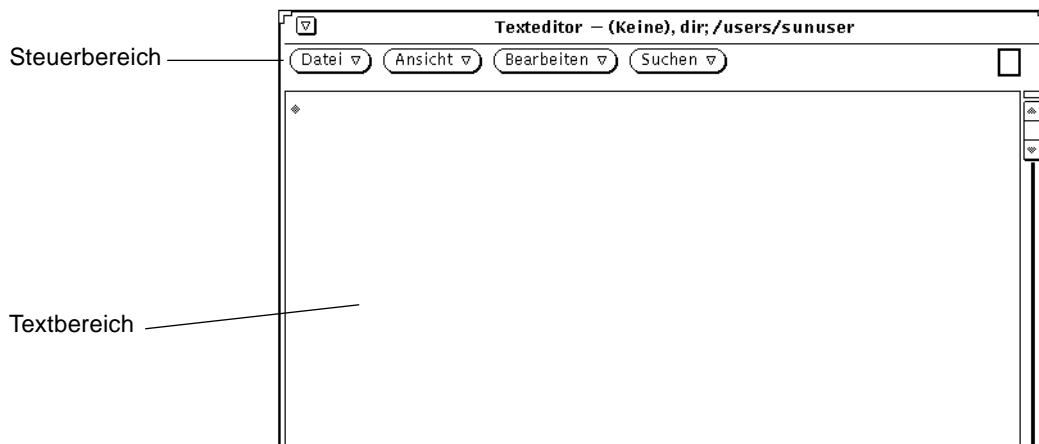 Texteditor — (Keine), dir; /users/sunuser
Steuerbereich
Datei Ansicht Bearbeiten Suchen
Textbereich